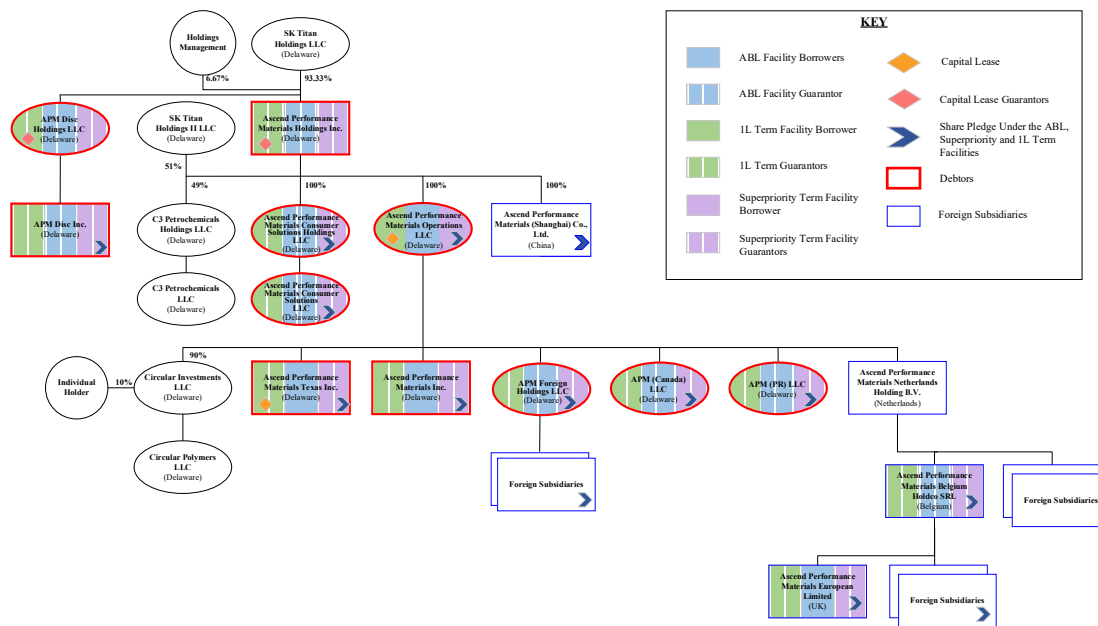 Holdings
Management
SK Titan
Holdings LLC
(Delaware)
6.67%
93.33%
APM Disc
Holdings LLC
(Delaware)
SK Titan
Holdings II LLC
(Delaware)
Ascend Performance
Materials Holdings Inc.
(Delaware)
51%
49%
100%
100%
100%
APM Disc Inc.
(Delaware)
C3 Petrochemicals
Holdings LLC
(Delaware)
Ascend Performance
Materials Consumer
Solutions Holdings
LLC
(Delaware)
Ascend Performance
Materials Operations
LLC
(Delaware)
Ascend Performance
Materials (Shanghai) Co.,
Ltd.
(China)
C3 Petrochemicals
LLC
(Delaware)
Ascend Performance
Materials Consumer
Solutions
LLC
(Delaware)
90%
Individual
Holder
10%
Circular Investments
LLC
(Delaware)
Ascend Performance
Materials Texas Inc.
(Delaware)
Ascend Performance
Materials Inc.
(Delaware)
APM Foreign
Holdings LLC
(Delaware)
APM (Canada)
LLC
(Delaware)
APM (PR) LLC
(Delaware)
Ascend Performance
Materials Netherlands
Holding B.V.
(Netherlands)
Circular Polymers
LLC
(Delaware)
Foreign Subsidiaries
Ascend Performance
Materials Belgium
Holdco SRL
(Belgium)
Foreign Subsidiaries
Ascend Performance
Materials European
Limited
(UK)
Foreign Subsidiaries
KEY
ABL Facility Borrowers
ABL Facility Guarantor
1L Term Facility Borrower
1L Term Guarantors
Superpriority Term Facility
Borrower
Superpriority Term Facility
Guarantors
Capital Lease
Capital Lease Guarantors
Share Pledge Under the ABL,
Superpriority and 1L Term
Facilities
Debtors
Foreign Subsidiaries